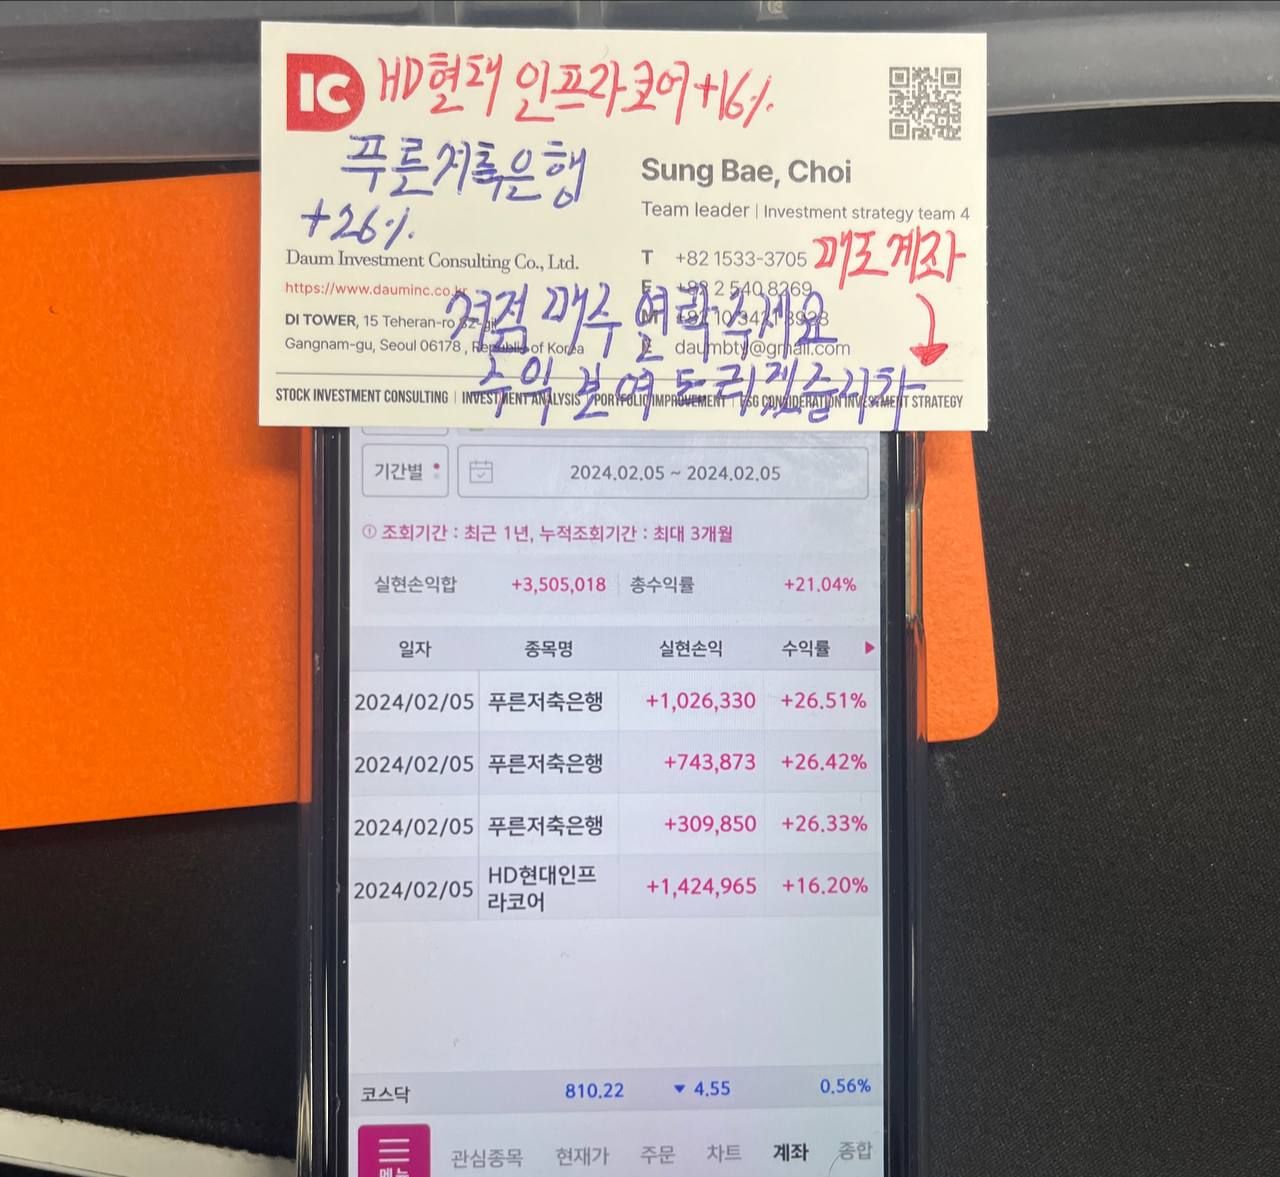 IC HD현대 인프라코어 +16%
푸른저축은행
+26%
Sung Bae, Choi
Team leader | Investment strategy team 4
Daum Investment Consulting Co., Ltd.
T +82 1533-3705 매도계좌
https://www.dauminc.co.kr
DI TOWER, 15 Teheran-ro 82-gil
Gangnam-gu, Seoul 06178, Republic of Korea
daumbty@gmail.com
저점 매수 연락주세요
수익 보여드리겠습니다
STOCK INVESTMENT CONSULTING | INVESTMENT ANALYSIS | PORTFOLIO IMPROVEMENT | ESG CONSIDERATION INVESTMENT STRATEGY
기간별 2024.02.05 ~ 2024.02.05
조회기간 : 최근 1년, 누적조회기간 : 최대 3개월
실현손익합 +3,505,018 총수익률 +21.04%
일자 종목명 실현손익 수익률
2024/02/05 푸른저축은행 +1,026,330 +26.51%
2024/02/05 푸른저축은행 +743,873 +26.42%
2024/02/05 푸른저축은행 +309,850 +26.33%
2024/02/05 HD현대인프라코어 +1,424,965 +16.20%
코스닥 810.22 ▼ 4.55 0.56%
메뉴 관심종목 현재가 주문 차트 계좌 종합